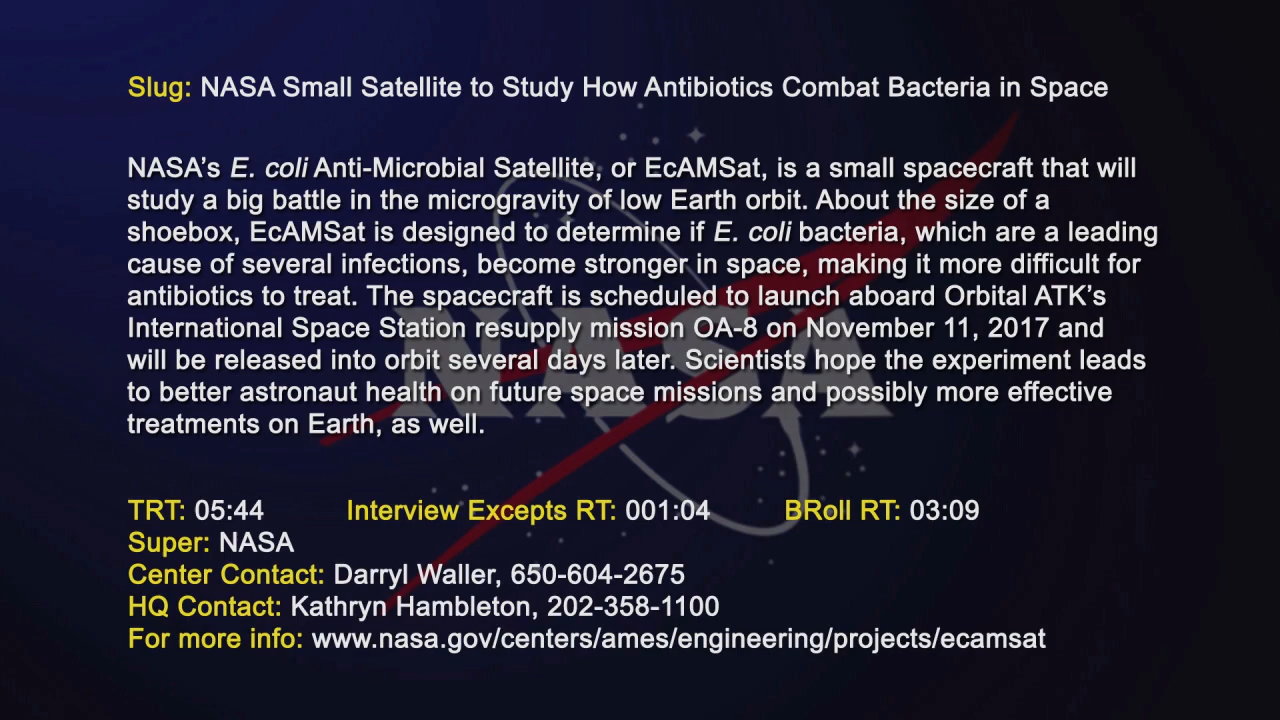 Slug: NASA Small Satellite to Study How Antibiotics Combat Bacteria in Space
NASA’s E. coli Anti-Microbial Satellite, or EcAMSat, is a small spacecraft that will
study a big battle in the microgravity of low Earth orbit. About the size of a
shoebox, EcAMSat is designed to determine if E. coli bacteria, which are a leading
cause of several infections, become stronger in space, making it more difficult for
antibiotics to treat. The spacecraft is scheduled to launch aboard Orbital ATK’s
International Space Station resupply mission OA-8 on November 11, 2017 and
will be released into orbit several days later. Scientists hope the experiment leads
to better astronaut health on future space missions and possibly more effective
treatments on Earth, as well.
NASA
TRT: 05:44 Interview Excepts RT: 001:04 BRoll RT: 03:09
Super: NASA
Center Contact: Darryl Waller, 650-604-2675
HQ Contact: Kathryn Hambleton, 202-358-1100
For more info: www.nasa.gov/centers/ames/engineering/projects/ecamsat